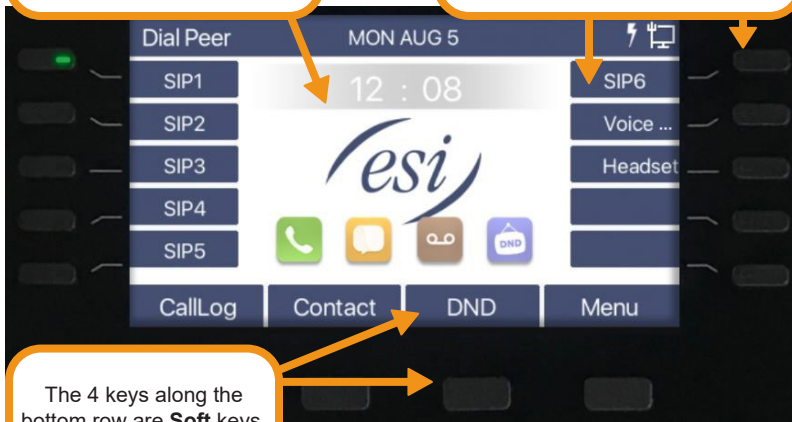 Dial Peer MON AUG 5
12 : 08
SIP1
SIP2
SIP3
SIP4
SIP5
SIP6
Voice ...
Headset
esi
DND
CallLog Contact DND Menu
The 4 keys along the
bottom row are Soft keys